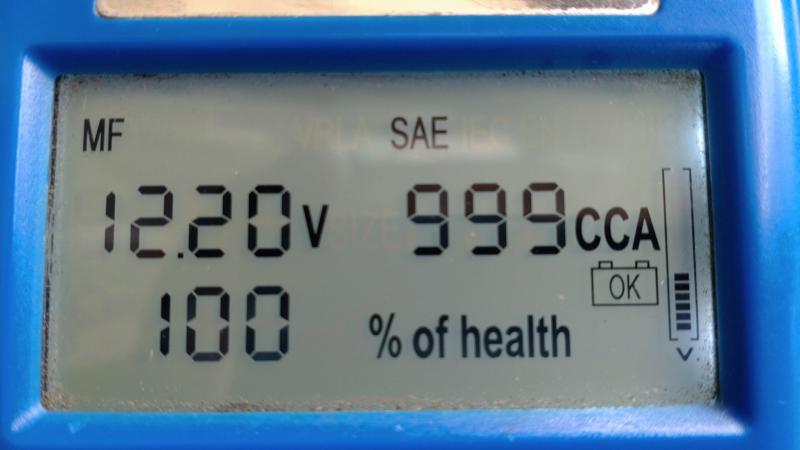 MF SAE
12.20 V 999 CCA
OK
100 % of health